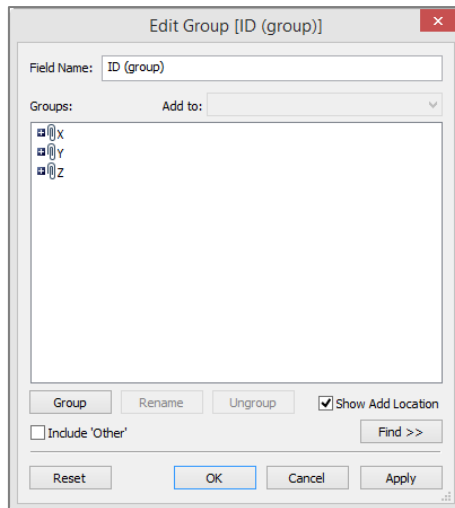 Edit Group [ID (group)]
Field Name: ID (group)
Groups: Add to:
X
Y
Z
Group Rename Ungroup Show Add Location
Include 'Other' Find >>
Reset OK Cancel Apply